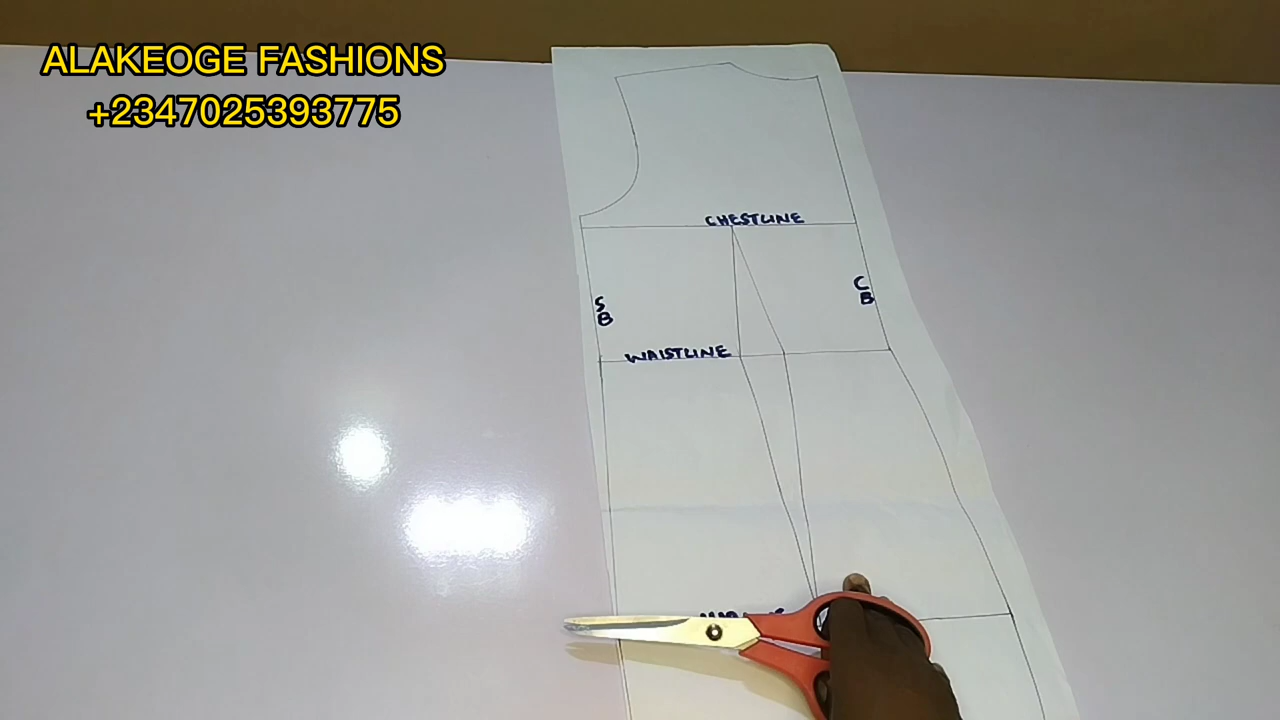 ALAKEOGE FASHIONS
+2347025393775
CHESTLINE
C
B
S
B
WAISTLINE